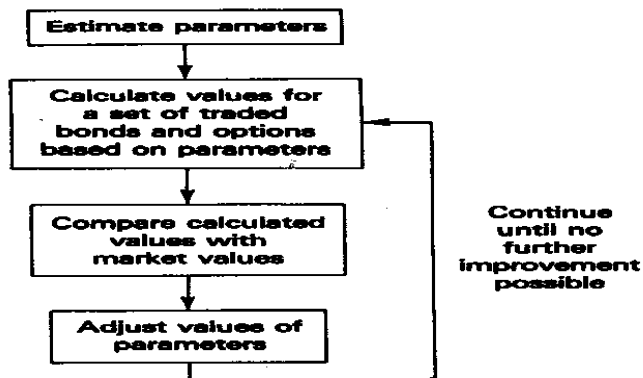 Estimate parameters
Calculate values for
a set of traded
bonds and options
based on parameters
Compare calculated
values with
market values
Adjust values of
parameters
Continue
until no
further
improvement
possible